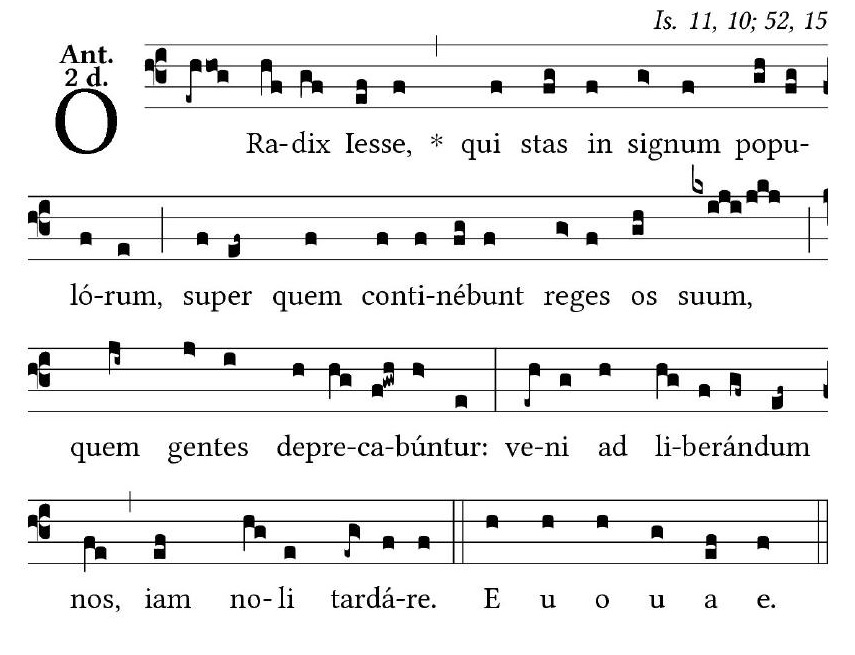 Is. 11, 10; 52, 15
Ant.
2 d.
O Ra-dix Iesse, * qui stas in signum popu-
ló-rum, super quem conti-nébunt reges os suum,
quem gentes depre-ca-búntur: ve-ni ad li-berándum
nos, iam no-li tardá-re. E u o u a e.